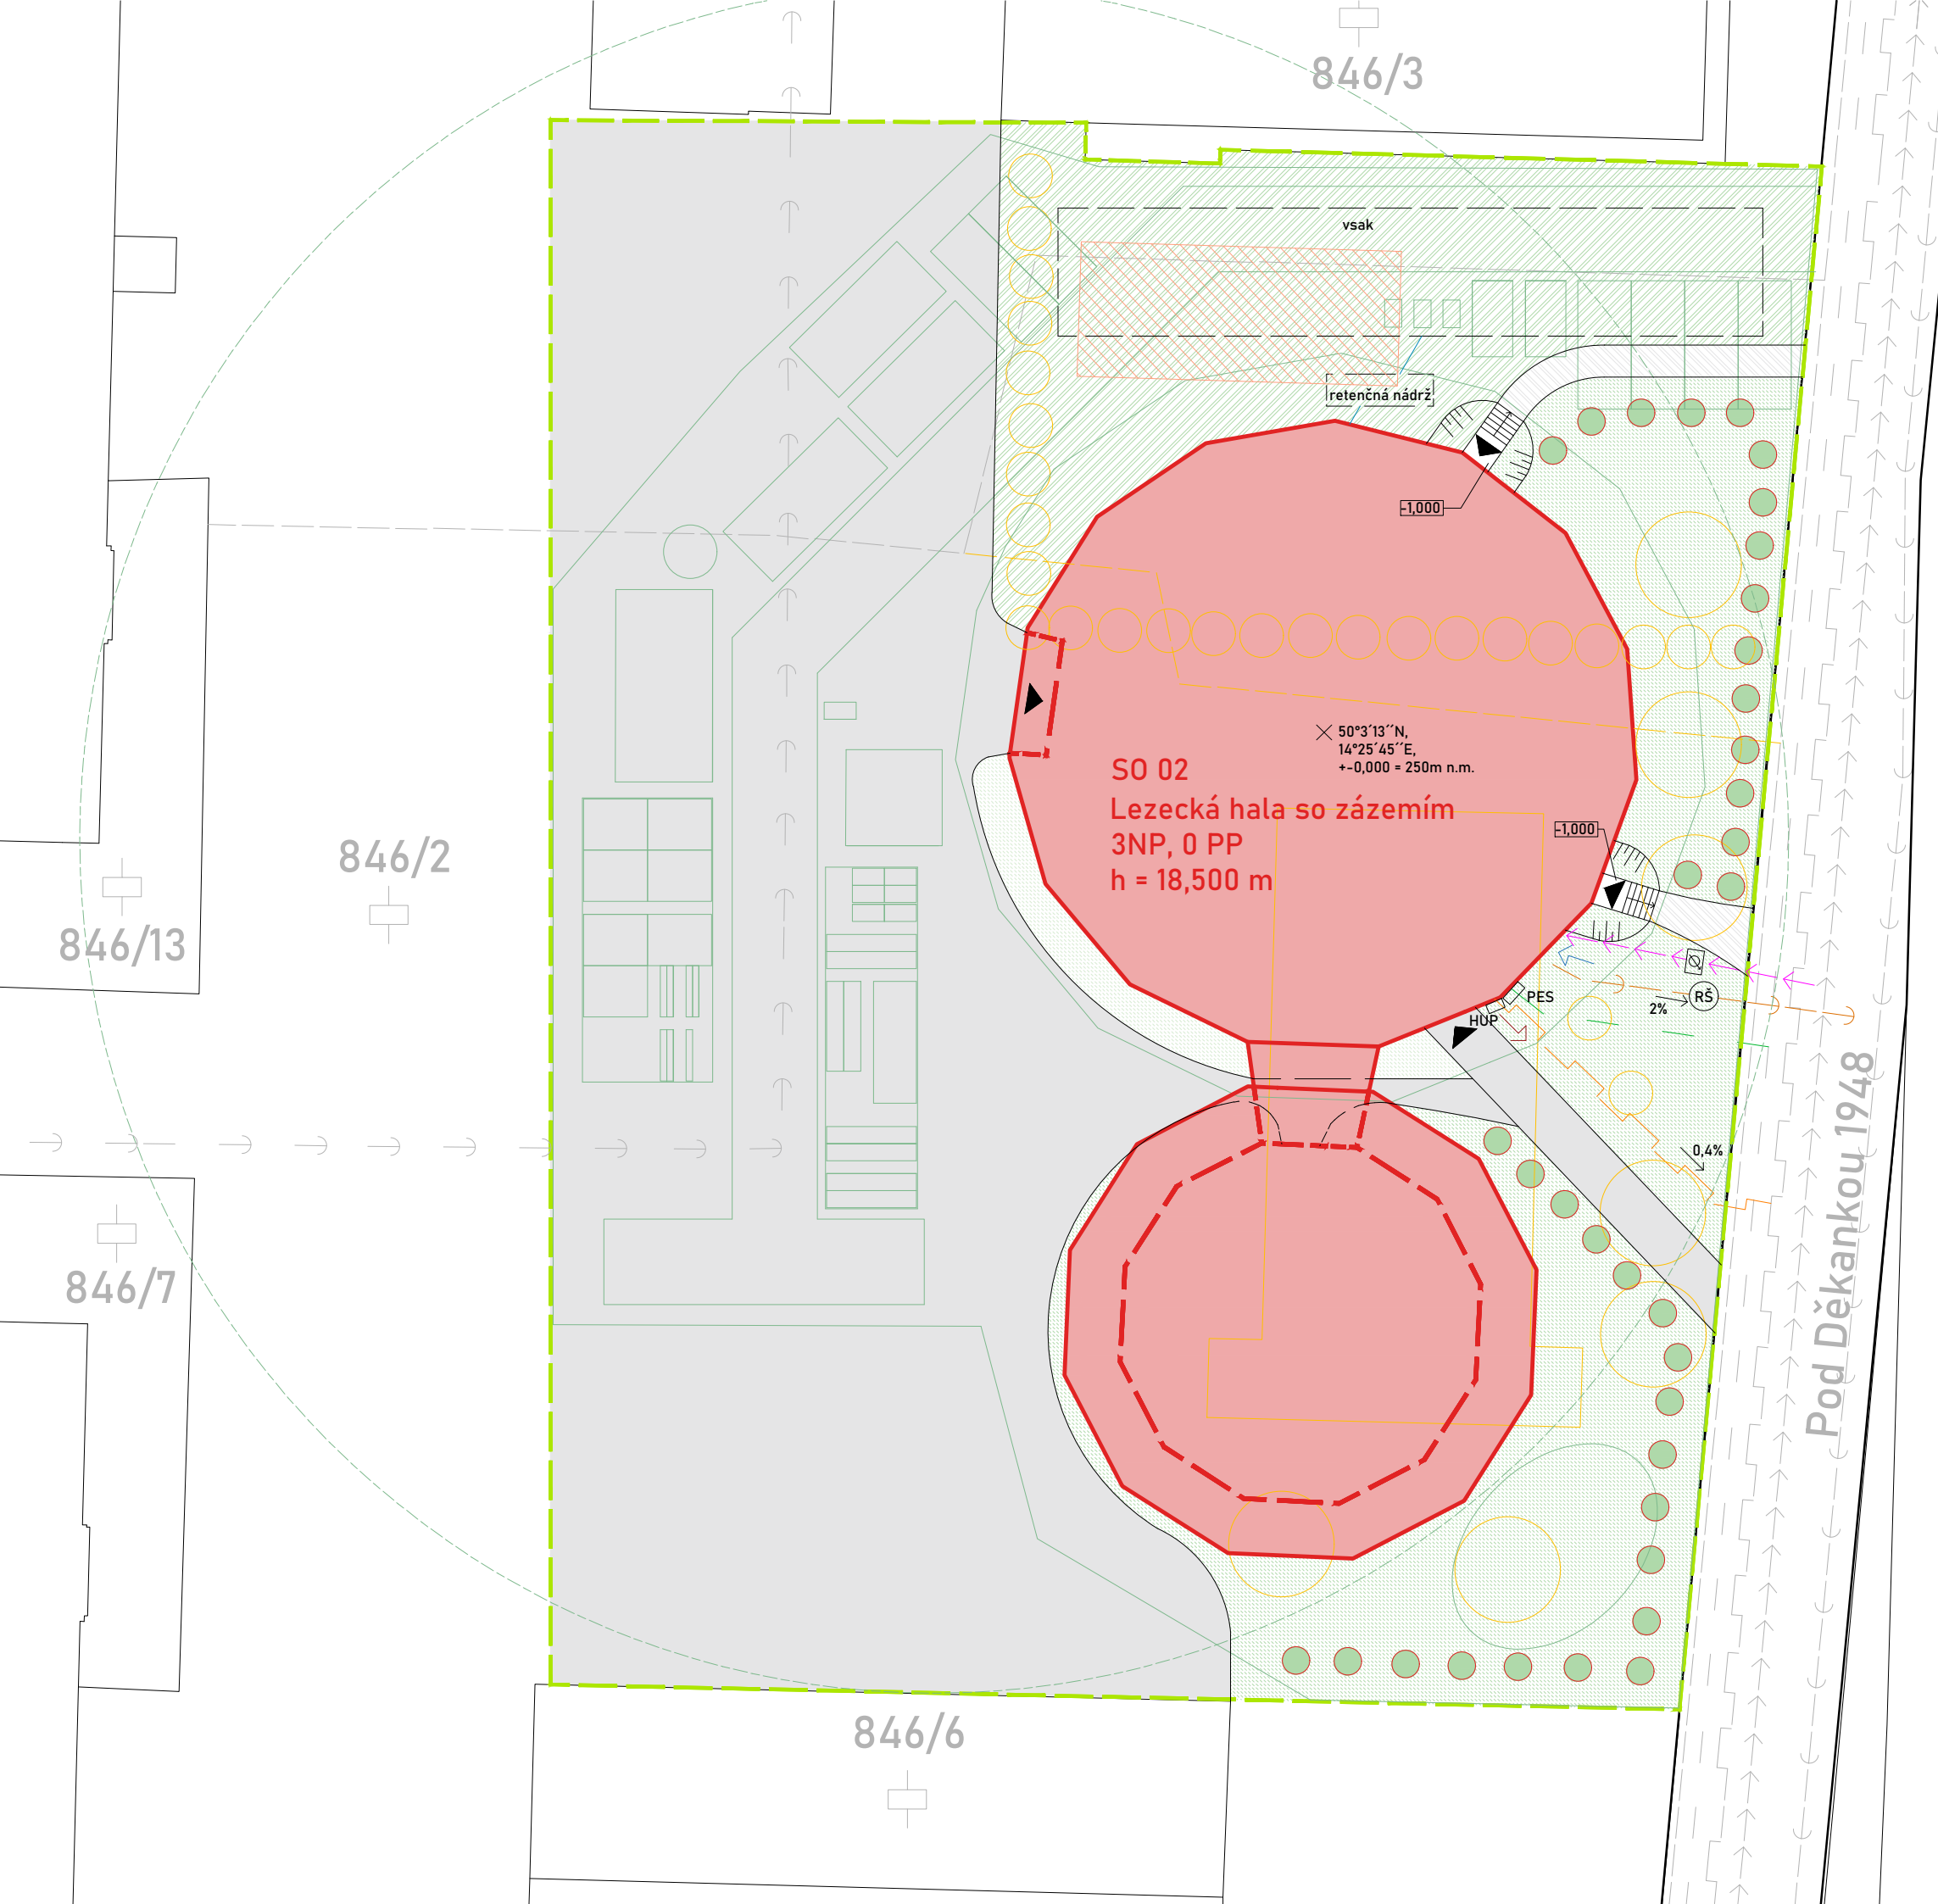 846/3
vsak
retenčná nádrž
-1,000
50°3´13´´N,
14°25´45´´E,
+-0,000 = 250m n.m.
SO 02
Lezecká hala so zázemím
3NP, 0 PP
h = 18,500 m
-1,000
846/2
846/13
PES
2%
RŠ
HUP
0,4%
Pod Děkankou 1948
846/7
846/6